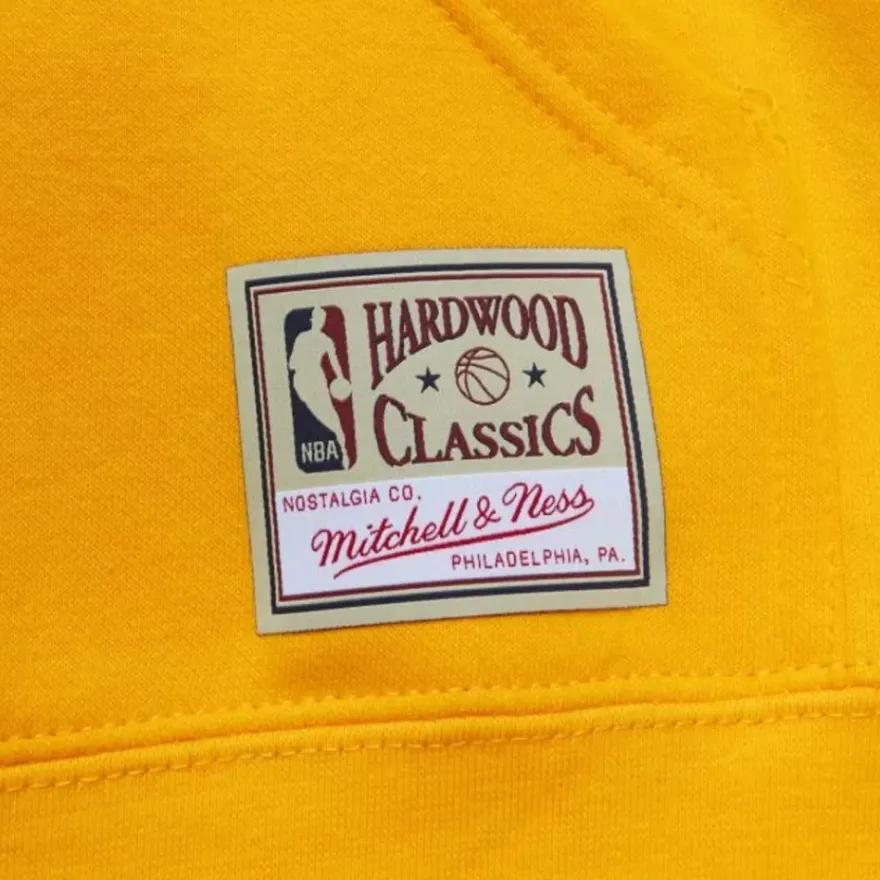 HARDWOOD
CLASSICS
NBA
NOSTALGIA CO.
Mitchell & Ness
PHILADELPHIA, PA.